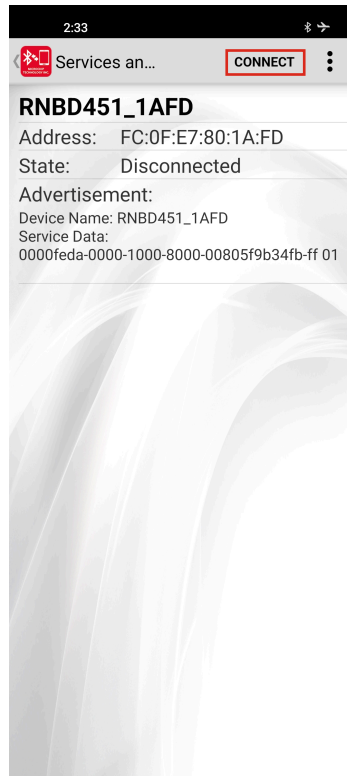 2:33
Services an...
CONNECT
RNBD451_1AFD
Address: FC:0F:E7:80:1A:FD
State: Disconnected
Advertisement:
Device Name: RNBD451_1AFD
Service Data:
0000feda-0000-1000-8000-00805f9b34fb-ff 01